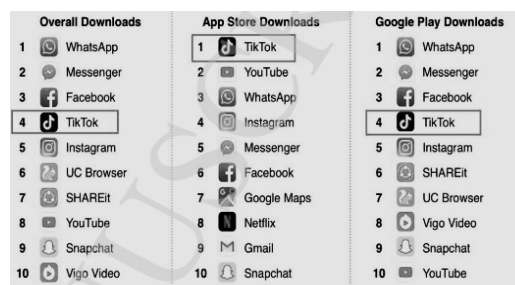 Overall Downloads
1 WhatsApp
2 Messenger
3 Facebook
4 TikTok
5 Instagram
6 UC Browser
7 SHAREit
8 YouTube
9 Snapchat
10 Vigo Video
App Store Downloads
1 TikTok
2 YouTube
3 WhatsApp
4 Instagram
5 Messenger
6 Facebook
7 Google Maps
8 Netflix
9 Gmail
10 Snapchat
Google Play Downloads
1 WhatsApp
2 Messenger
3 Facebook
4 TikTok
5 Instagram
6 SHAREit
7 UC Browser
8 Vigo Video
9 Snapchat
10 YouTube